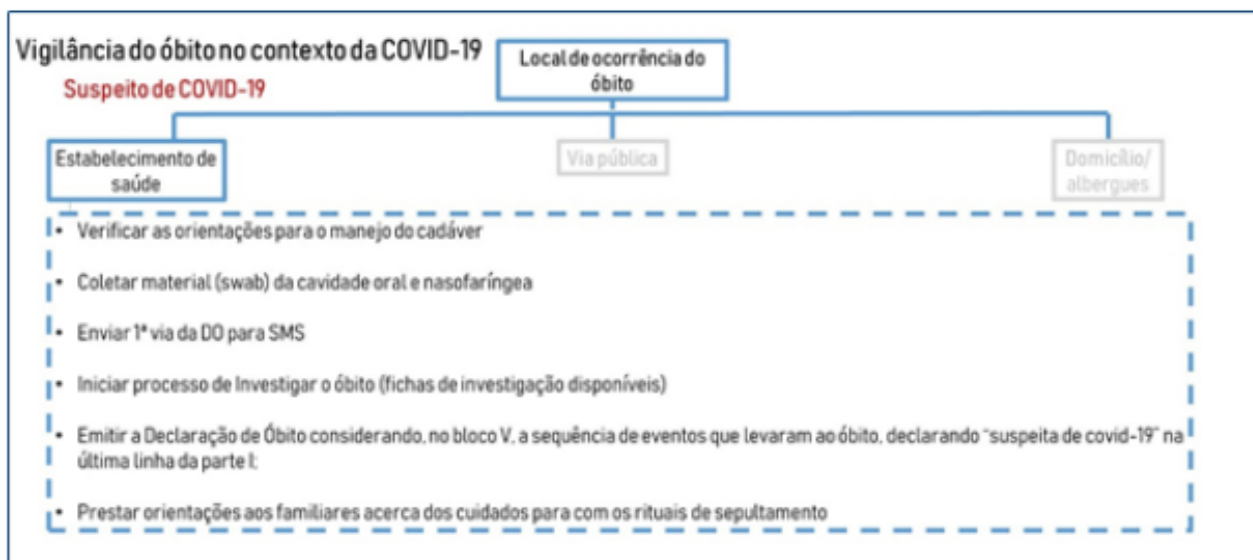 Vigilância do óbito no contexto da COVID-19
Suspeito de COVID-19
Local de ocorrência do
óbito
Estabelecimento de
saúde
Via pública
Domicílio/
albergues
• Verificar as orientações para o manejo do cadáver
• Coletar material (swab) da cavidade oral e nasofaríngea
• Enviar 1ª via da DO para SMS
• Iniciar processo de Investigar o óbito (fichas de investigação disponíveis)
• Emitir a Declaração de Óbito considerando, no bloco V, a sequência de eventos que levaram ao óbito, declarando “suspeita de covid-19” na
última linha da parte I;
• Prestar orientações aos familiares acerca dos cuidados para com os rituais de sepultamento